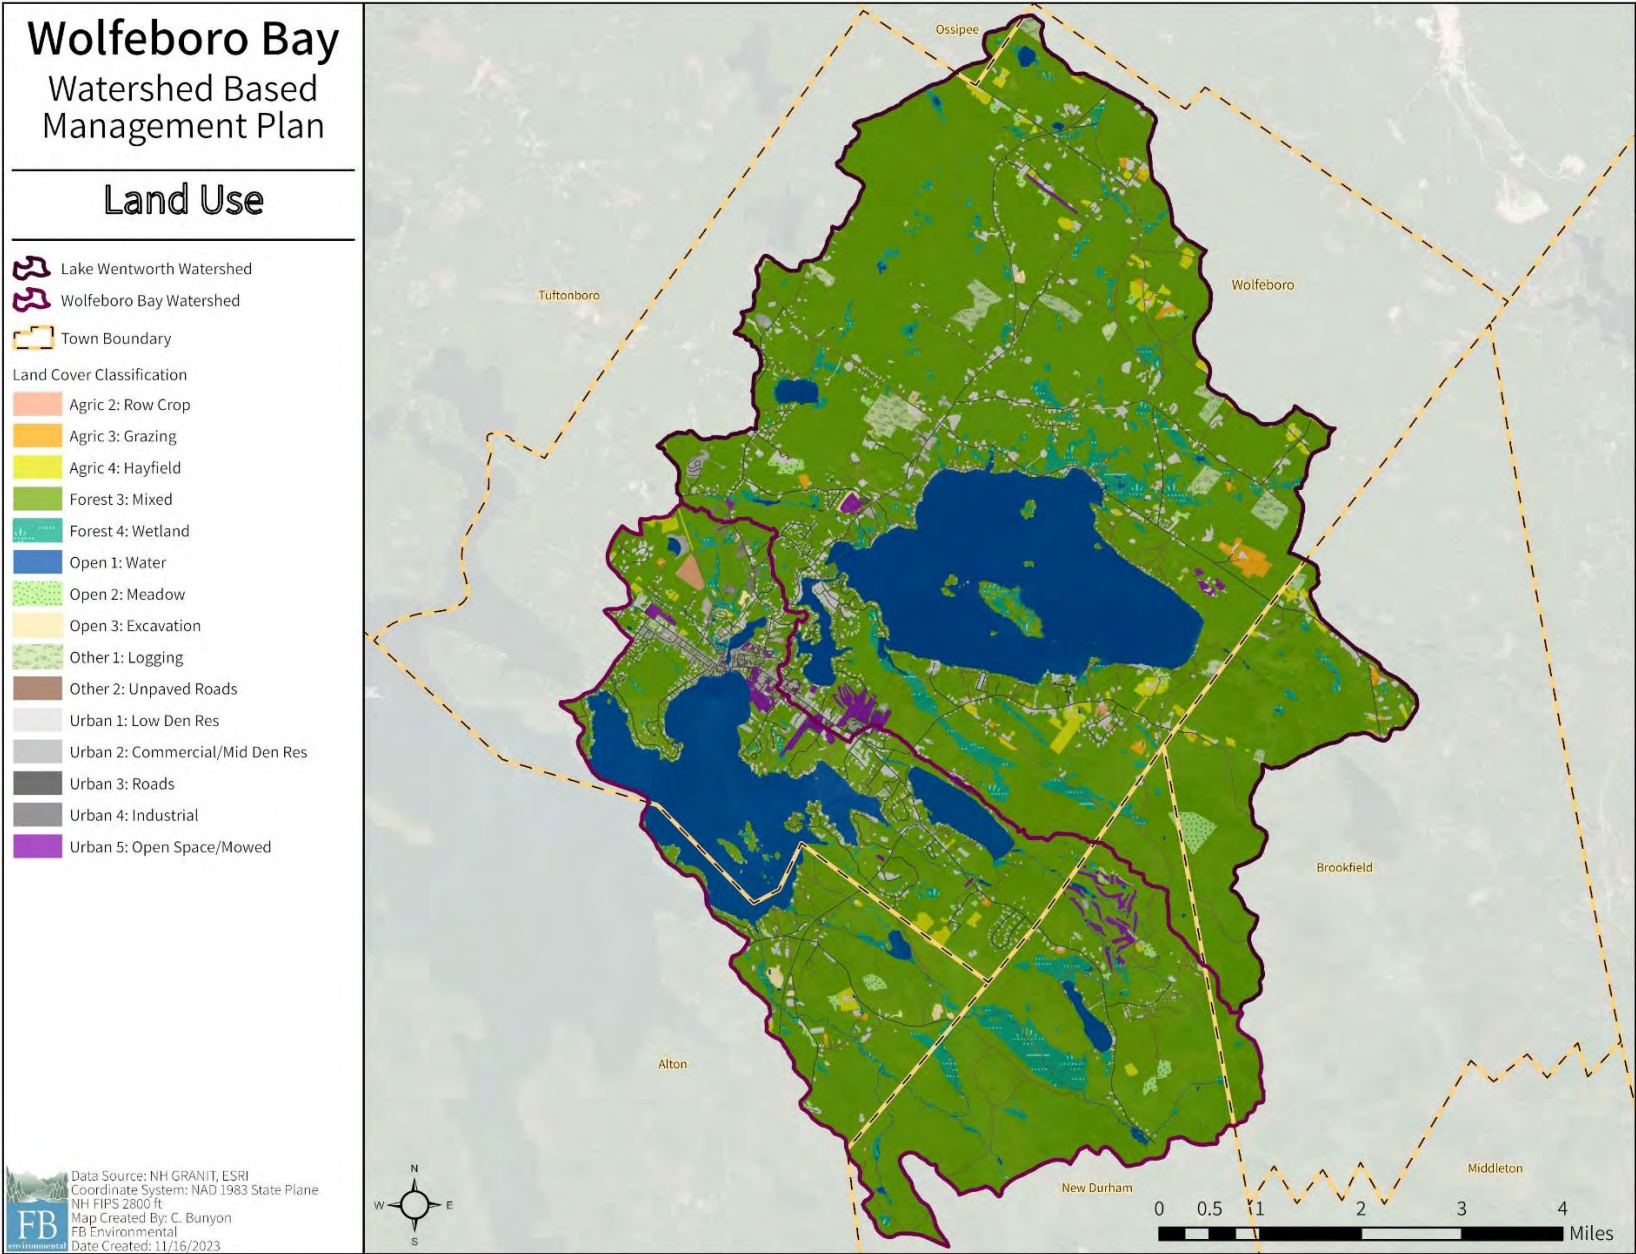 Wolfeboro Bay
Watershed Based
Management Plan
Land Use
Lake Wentworth Watershed
Wolfeboro Bay Watershed
Town Boundary
Land Cover Classification
Agric 2: Row Crop
Agric 3: Grazing
Agric 4: Hayfield
Forest 3: Mixed
Forest 4: Wetland
Open 1: Water
Open 2: Meadow
Open 3: Excavation
Other 1: Logging
Other 2: Unpaved Roads
Urban 1: Low Den Res
Urban 2: Commercial/Mid Den Res
Urban 3: Roads
Urban 4: Industrial
Urban 5: Open Space/Mowed
Data Source: NH GRANIT, ESRI
Coordinate System: NAD 1983 State Plane
NH FIPS 2800 ft
Map Created By: C. Bunyon
FB Environmental
Date Created: 11/16/2023
FB
environmental
Ossipee
Tuftonboro
Wolfeboro
Brookfield
Alton
Middleton
New Durham
N
W E
S
0 0.5 1 2 3 4
Miles